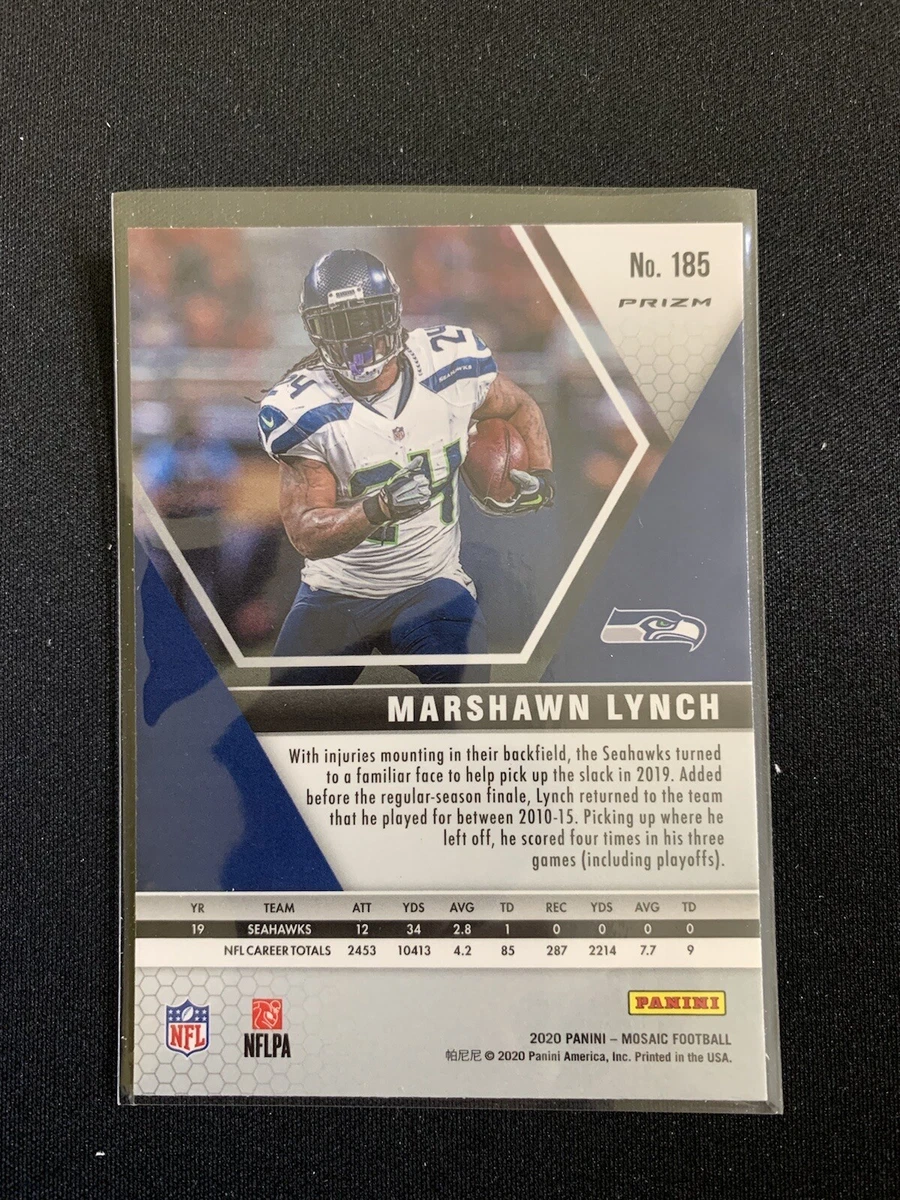 No. 185
PRIZM
24
24
SEAHAWKS
24
MARSHAWN LYNCH
With injuries mounting in their backfield, the Seahawks turned
to a familiar face to help pick up the slack in 2019. Added
before the regular-season finale, Lynch returned to the team
that he played for between 2010-15. Picking up where he
left off, he scored four times in his three
games (including playoffs).
YR TEAM ATT YDS AVG TD REC YDS AVG TD
19 SEAHAWKS 12 34 2.8 1 0 0 0 0
NFL CAREER TOTALS 2453 10413 4.2 85 287 2214 7.7 9
PANINI
NFL
NFLPA
2020 PANINI – MOSAIC FOOTBALL
帕尼尼 © 2020 Panini America, Inc. Printed in the USA.